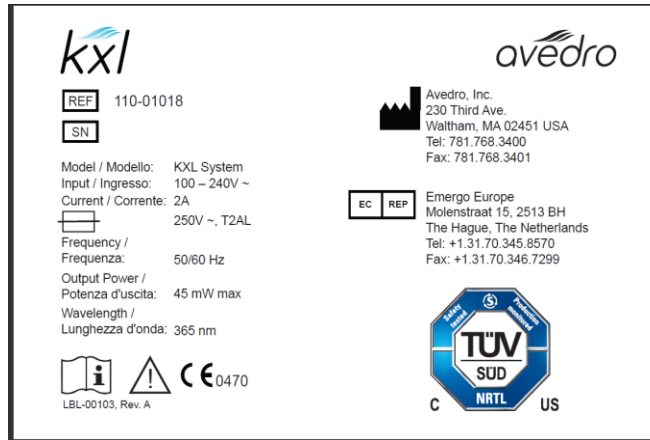 kxl
REF 110-01018
SN
Model / Modello: KXL System
Input / Ingresso: 100 – 240V ~
Current / Corrente: 2A
250V ~, T2AL
Frequency /
Frequenza: 50/60 Hz
Output Power /
Potenza d'uscita: 45 mW max
Wavelength /
Lunghezza d'onda: 365 nm
i ! CE 0470
LBL-00103, Rev. A
avedro
Avedro, Inc.
230 Third Ave.
Waltham, MA 02451 USA
Tel: 781.768.3400
Fax: 781.768.3401
EC REP
Emergo Europe
Molenstraat 15, 2513 BH
The Hague, The Netherlands
Tel: +1.31.70.345.8570
Fax: +1.31.70.346.7299
Safety tested
S
Production monitored
TÜV
SÜD
NRTL
C US